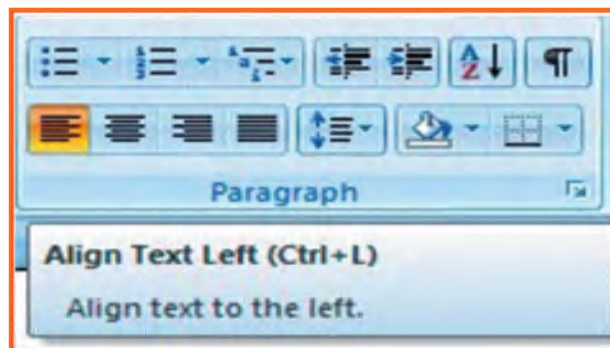 Paragraph
Align Text Left (Ctrl+L)
Align text to the left.